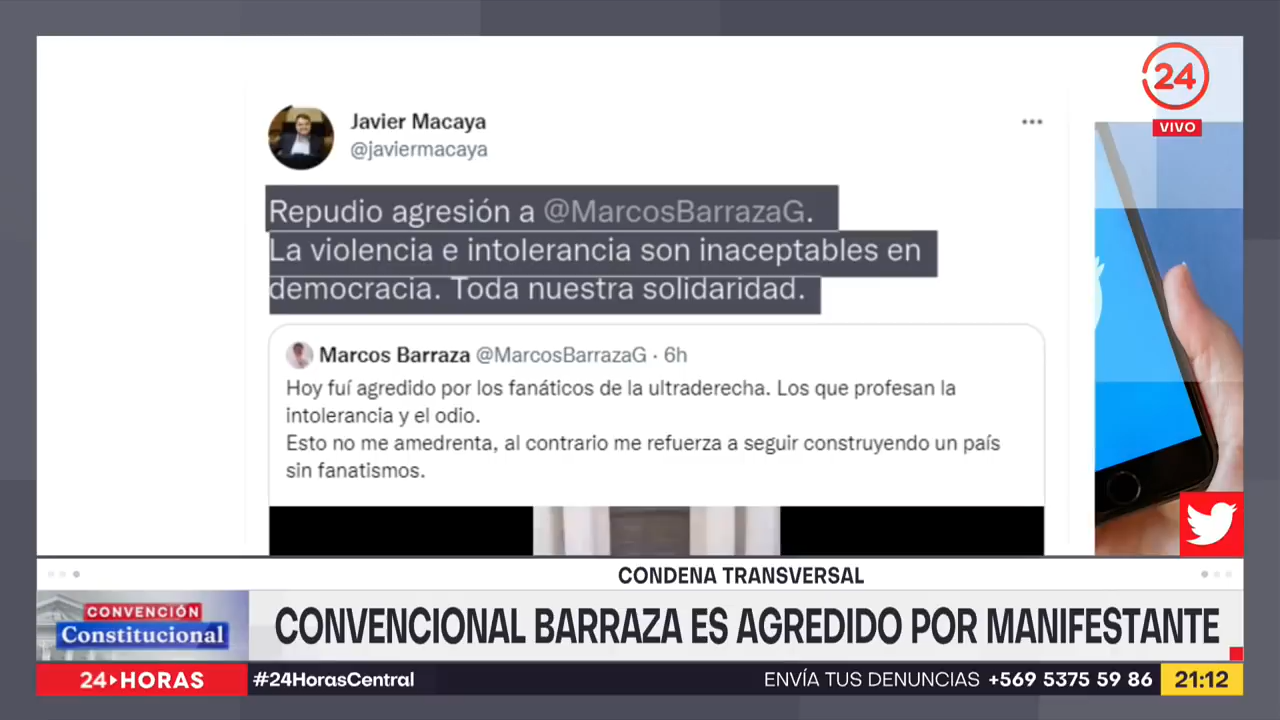 24
VIVO
Javier Macaya
@javiermacaya
Repudio agresión a @MarcosBarrazaG.
La violencia e intolerancia son inaceptables en
democracia. Toda nuestra solidaridad.
Marcos Barraza @MarcosBarrazaG · 6h
Hoy fuí agredido por los fanáticos de la ultraderecha. Los que profesan la
intolerancia y el odio.
Esto no me amedrenta, al contrario me refuerza a seguir construyendo un país
sin fanatismos.
CONDENA TRANSVERSAL
CONVENCIÓN
Constitucional
CONVENCIONAL BARRAZA ES AGREDIDO POR MANIFESTANTE
24 HORAS
#24HorasCentral
ENVÍA TUS DENUNCIAS +569 5375 59 86
21:12